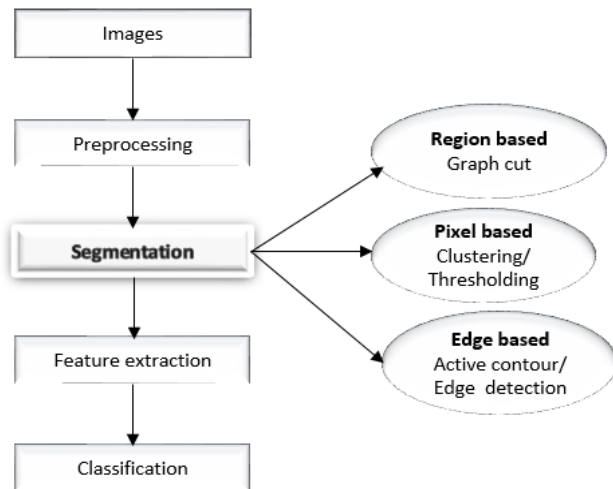 Images
Preprocessing
Segmentation
Feature extraction
Classification
Region based
Graph cut
Pixel based
Clustering/
Thresholding
Edge based
Active contour/
Edge detection